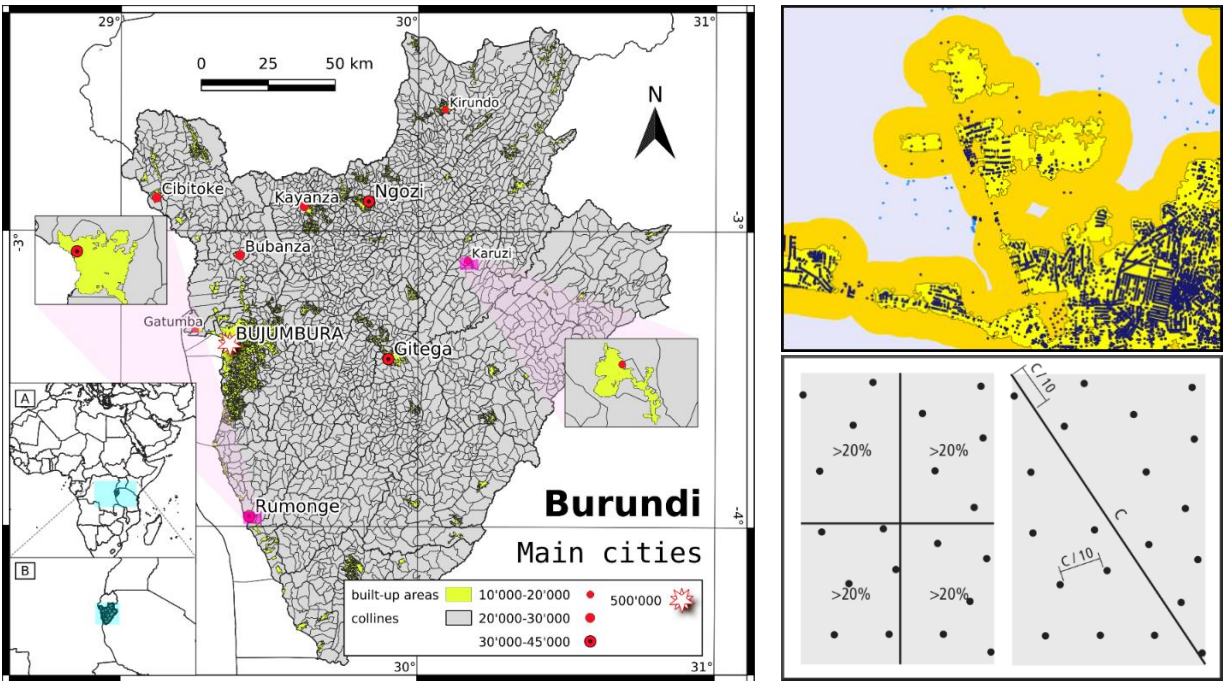 29°
30°
31°
0 25 50 km
N
Kirundo
Cibitoke
Kayanza
Ngozi
-3°
-3°
Bubanza
Karuzi
Gatumba
BUJUMBURA
Gitega
A
Rumonge
Burundi
-4°
Main cities
B
built-up areas 10'000-20'000 500'000
collines 20'000-30'000
30'000-45'000
30°
31°
>20% >20%
>20% >20%
C/10
C
C/10